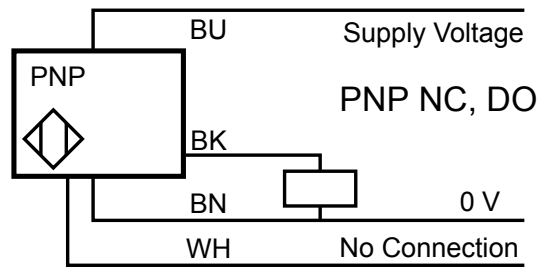 BU Supply Voltage
PNP
PNP NC, DO
BK
BN 0 V
WH No Connection